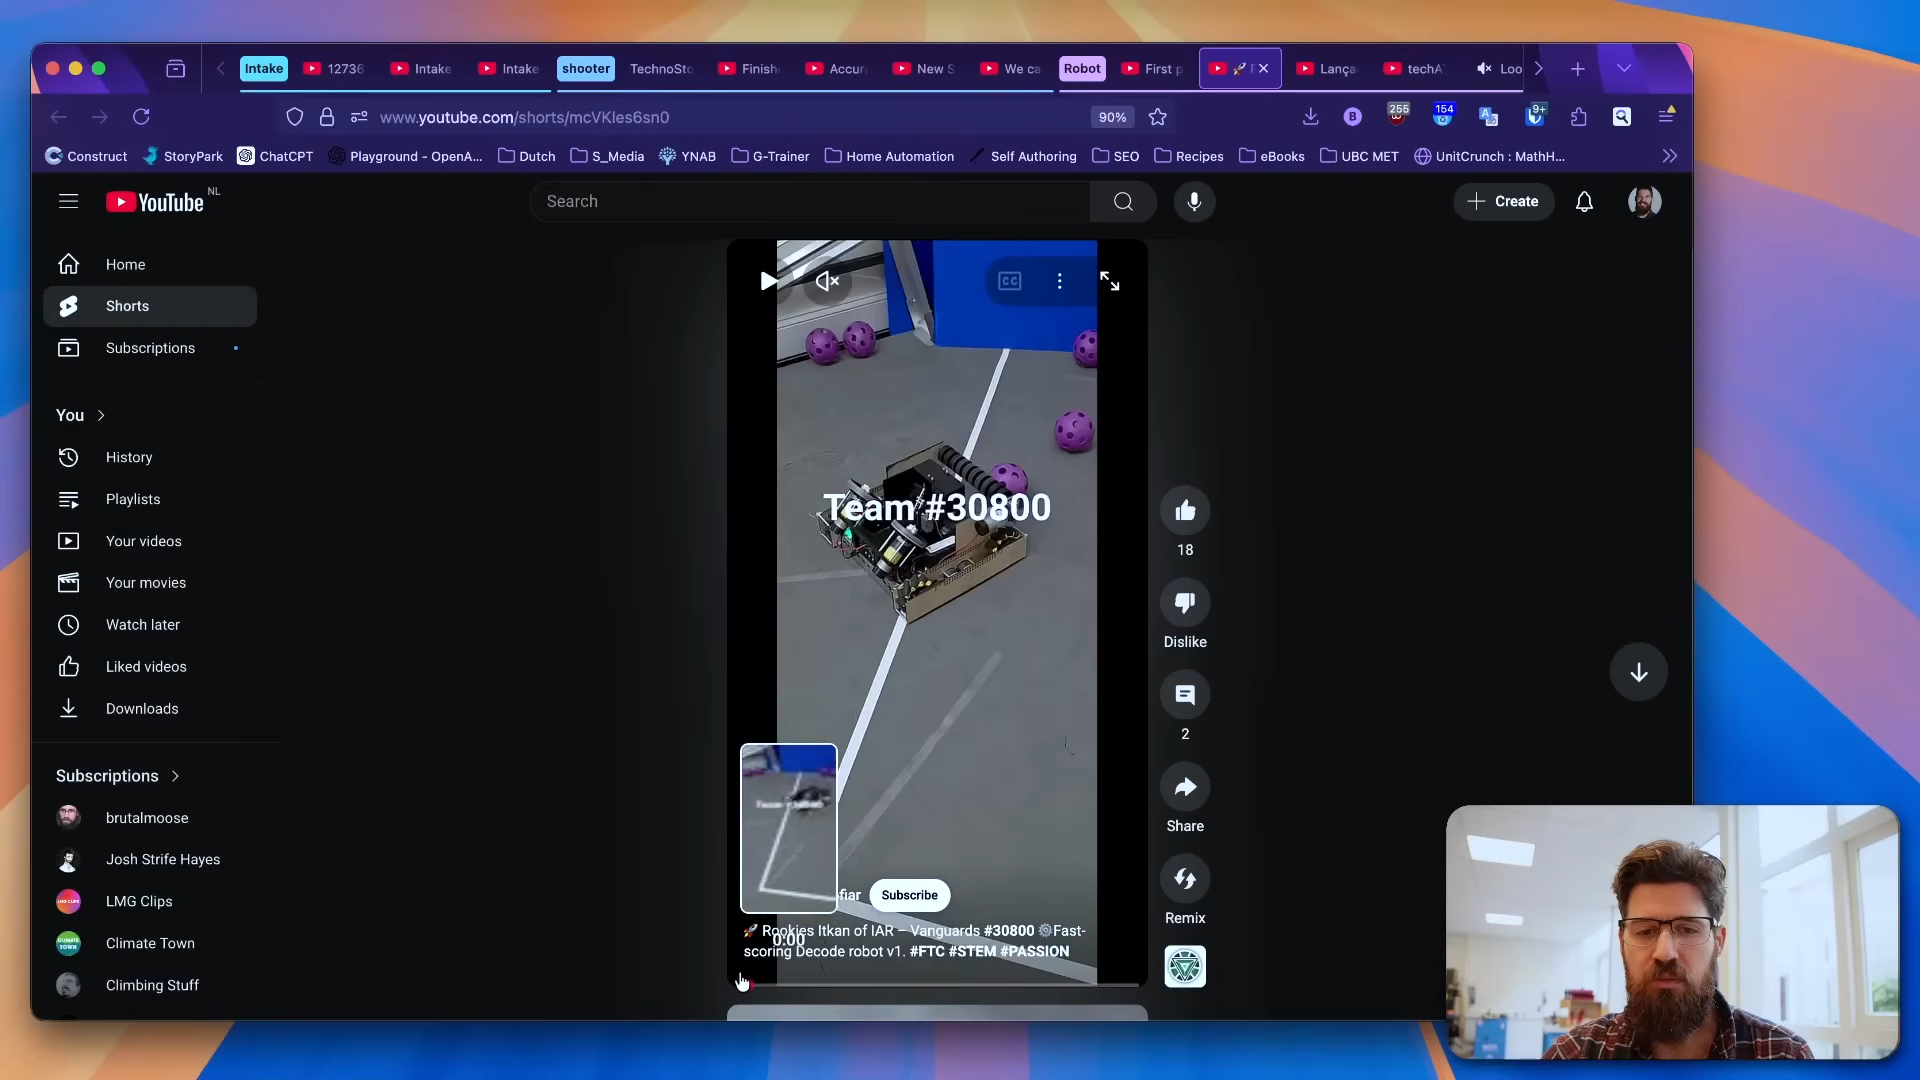 Intake
12736
Intake
Intake
shooter
TechnoSto
Finish
Accur
New S
We ca
Robot
First p
Lança
techA
Loo
www.youtube.com/shorts/mcVKles6sn0
90%
255
154
9+
Construct
StoryPark
ChatCPT
Playground - OpenA...
Dutch
S_Media
YNAB
G-Trainer
Home Automation
Self Authoring
SEO
Recipes
eBooks
UBC MET
UnitCrunch : MathH...
YouTube NL
Search
Create
Home
Shorts
Subscriptions
You
History
Playlists
Your videos
Your movies
Watch later
Liked videos
Downloads
Subscriptions
brutalmoose
Josh Strife Hayes
LMG Clips
Climate Town
Climbing Stuff
CC
Team #30800
fiar
Subscribe
🚀 Rookies Itkan of IAR – Vanguards #30800 ⚙️Fast-
scoring Decode robot v1. #FTC #STEM #PASSION
0:00
18
Dislike
2
Share
Remix